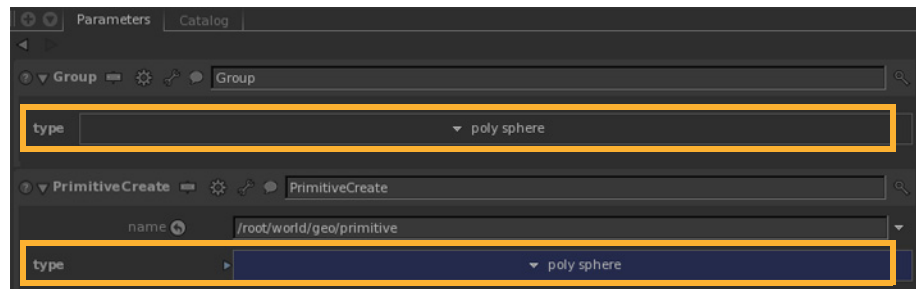 Parameters Catalog
Group Group
type poly sphere
PrimitiveCreate PrimitiveCreate
name /root/world/geo/primitive
type poly sphere